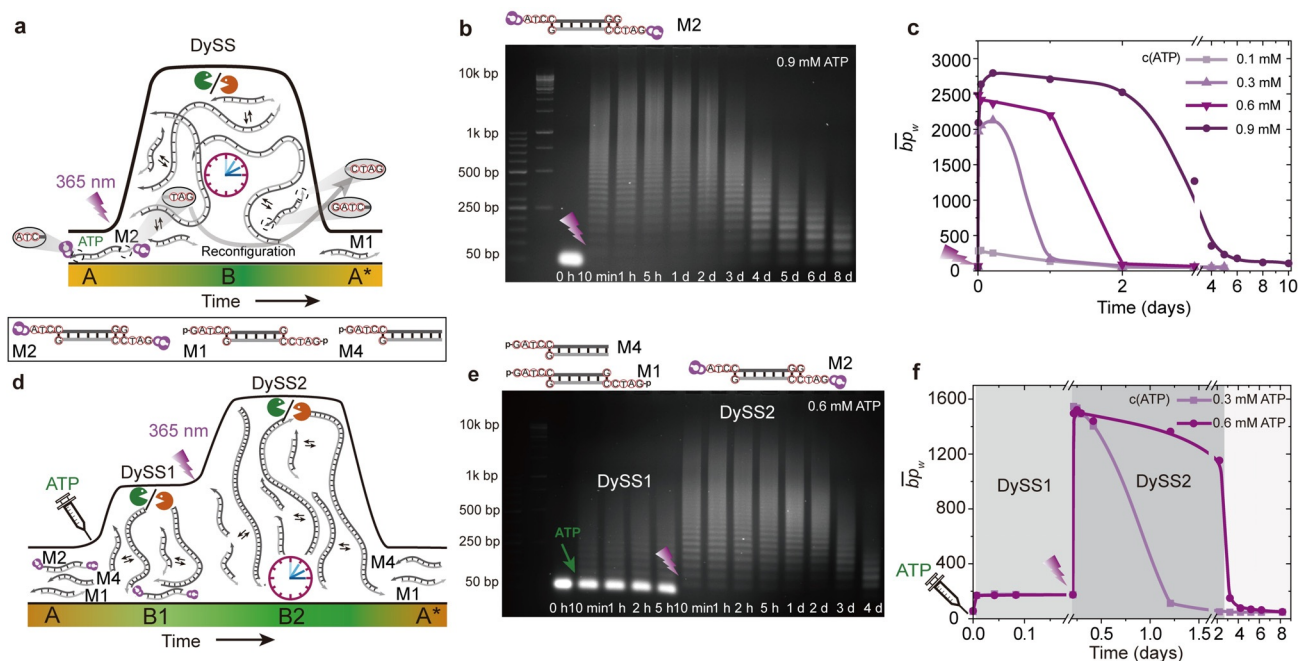 a
DySS
365 nm
ATC
ATP
M2
TAG
CTAG
GATC
Reconfiguration
M1
A
B
A*
Time
b
ATCC
GG
G
CCTAG
M2
0.9 mM ATP
10k bp
1k bp
500 bp
250 bp
50 bp
0 h 10 min 1 h 5 h 1 d 2 d 3 d 4 d 5 d 6 d 8 d
c
c(ATP)
0.1 mM
0.3 mM
0.6 mM
0.9 mM
bpw
3000
2500
2000
1500
1000
500
250
0
0 1 2 4 6 8 10
Time (days)
ATCC
GG
G
CCTAG
M2
p-GATCC
G
G
CCTAG-p
M1
p-GATCC
G
M4
d
DySS2
365 nm
DySS1
ATP
M2
M4
M1
M4
M1
A
B1
B2
A*
Time
e
p-GATCC
G
M4
p-GATCC
G
G
CCTAG-p
M1
ATCC
GG
G
CCTAG
M2
0.6 mM ATP
DySS2
DySS1
ATP
10k bp
1k bp
500 bp
250 bp
50 bp
0 h 10 min 1 h 2 h 5 h 10 min 1 h 2 h 5 h 1 d 2 d 3 d 4 d
f
c(ATP)
0.3 mM ATP
0.6 mM ATP
DySS1
DySS2
ATP
bpw
1600
1200
800
400
0
0.0 0.1 0.5 1.0 1.5 2 4 6 8
Time (days)